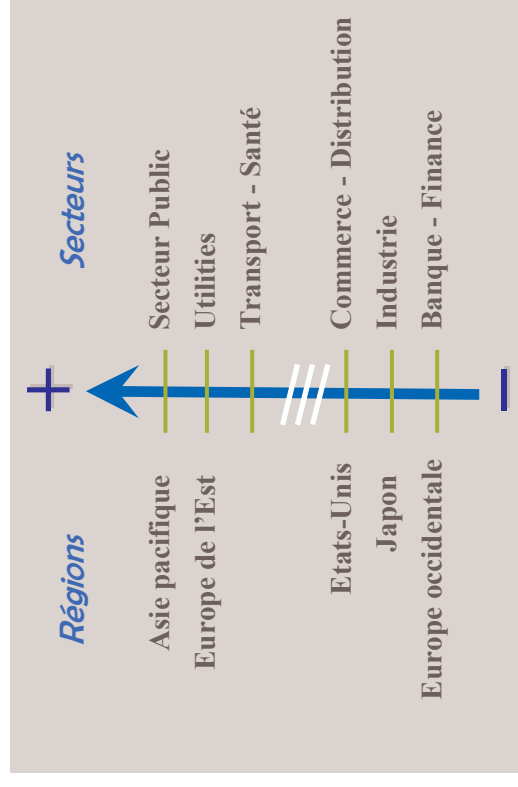 +
Régions
Secteurs
Asie pacifique
Secteur Public
Europe de l’Est
Utilities
Transport - Santé
Etats-Unis
Commerce - Distribution
Japon
Industrie
Europe occidentale
Banque - Finance
-